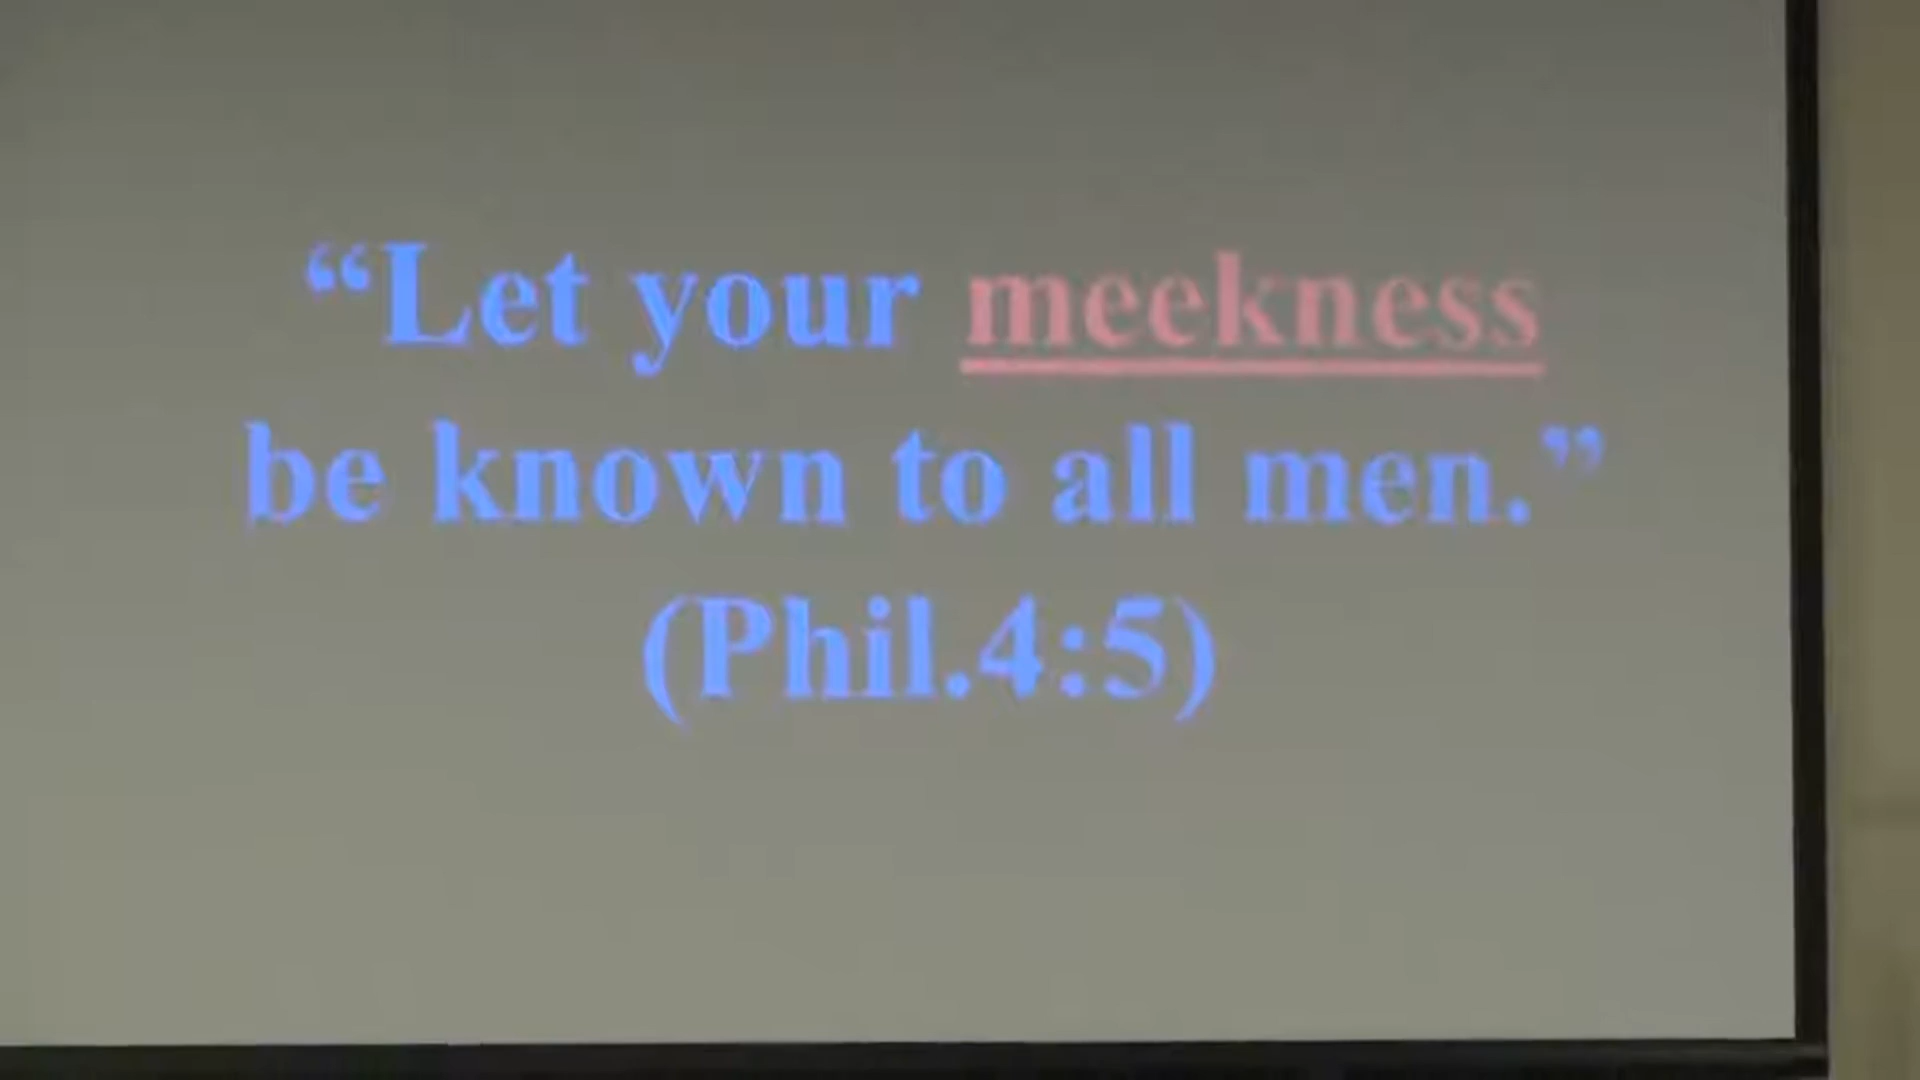 “Let your meekness
be known to all men.”
(Phil.4:5)